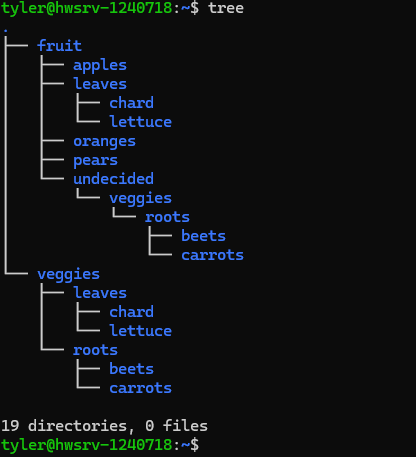 tyler@hwsrv-1240718:~$ tree
.
├── fruit
│   ├── apples
│   ├── leaves
│   │   ├── chard
│   │   └── lettuce
│   ├── oranges
│   ├── pears
│   └── undecided
│       └── veggies
│           └── roots
│               ├── beets
│               └── carrots
└── veggies
    ├── leaves
    │   ├── chard
    │   └── lettuce
    └── roots
        ├── beets
        └── carrots

19 directories, 0 files
tyler@hwsrv-1240718:~$